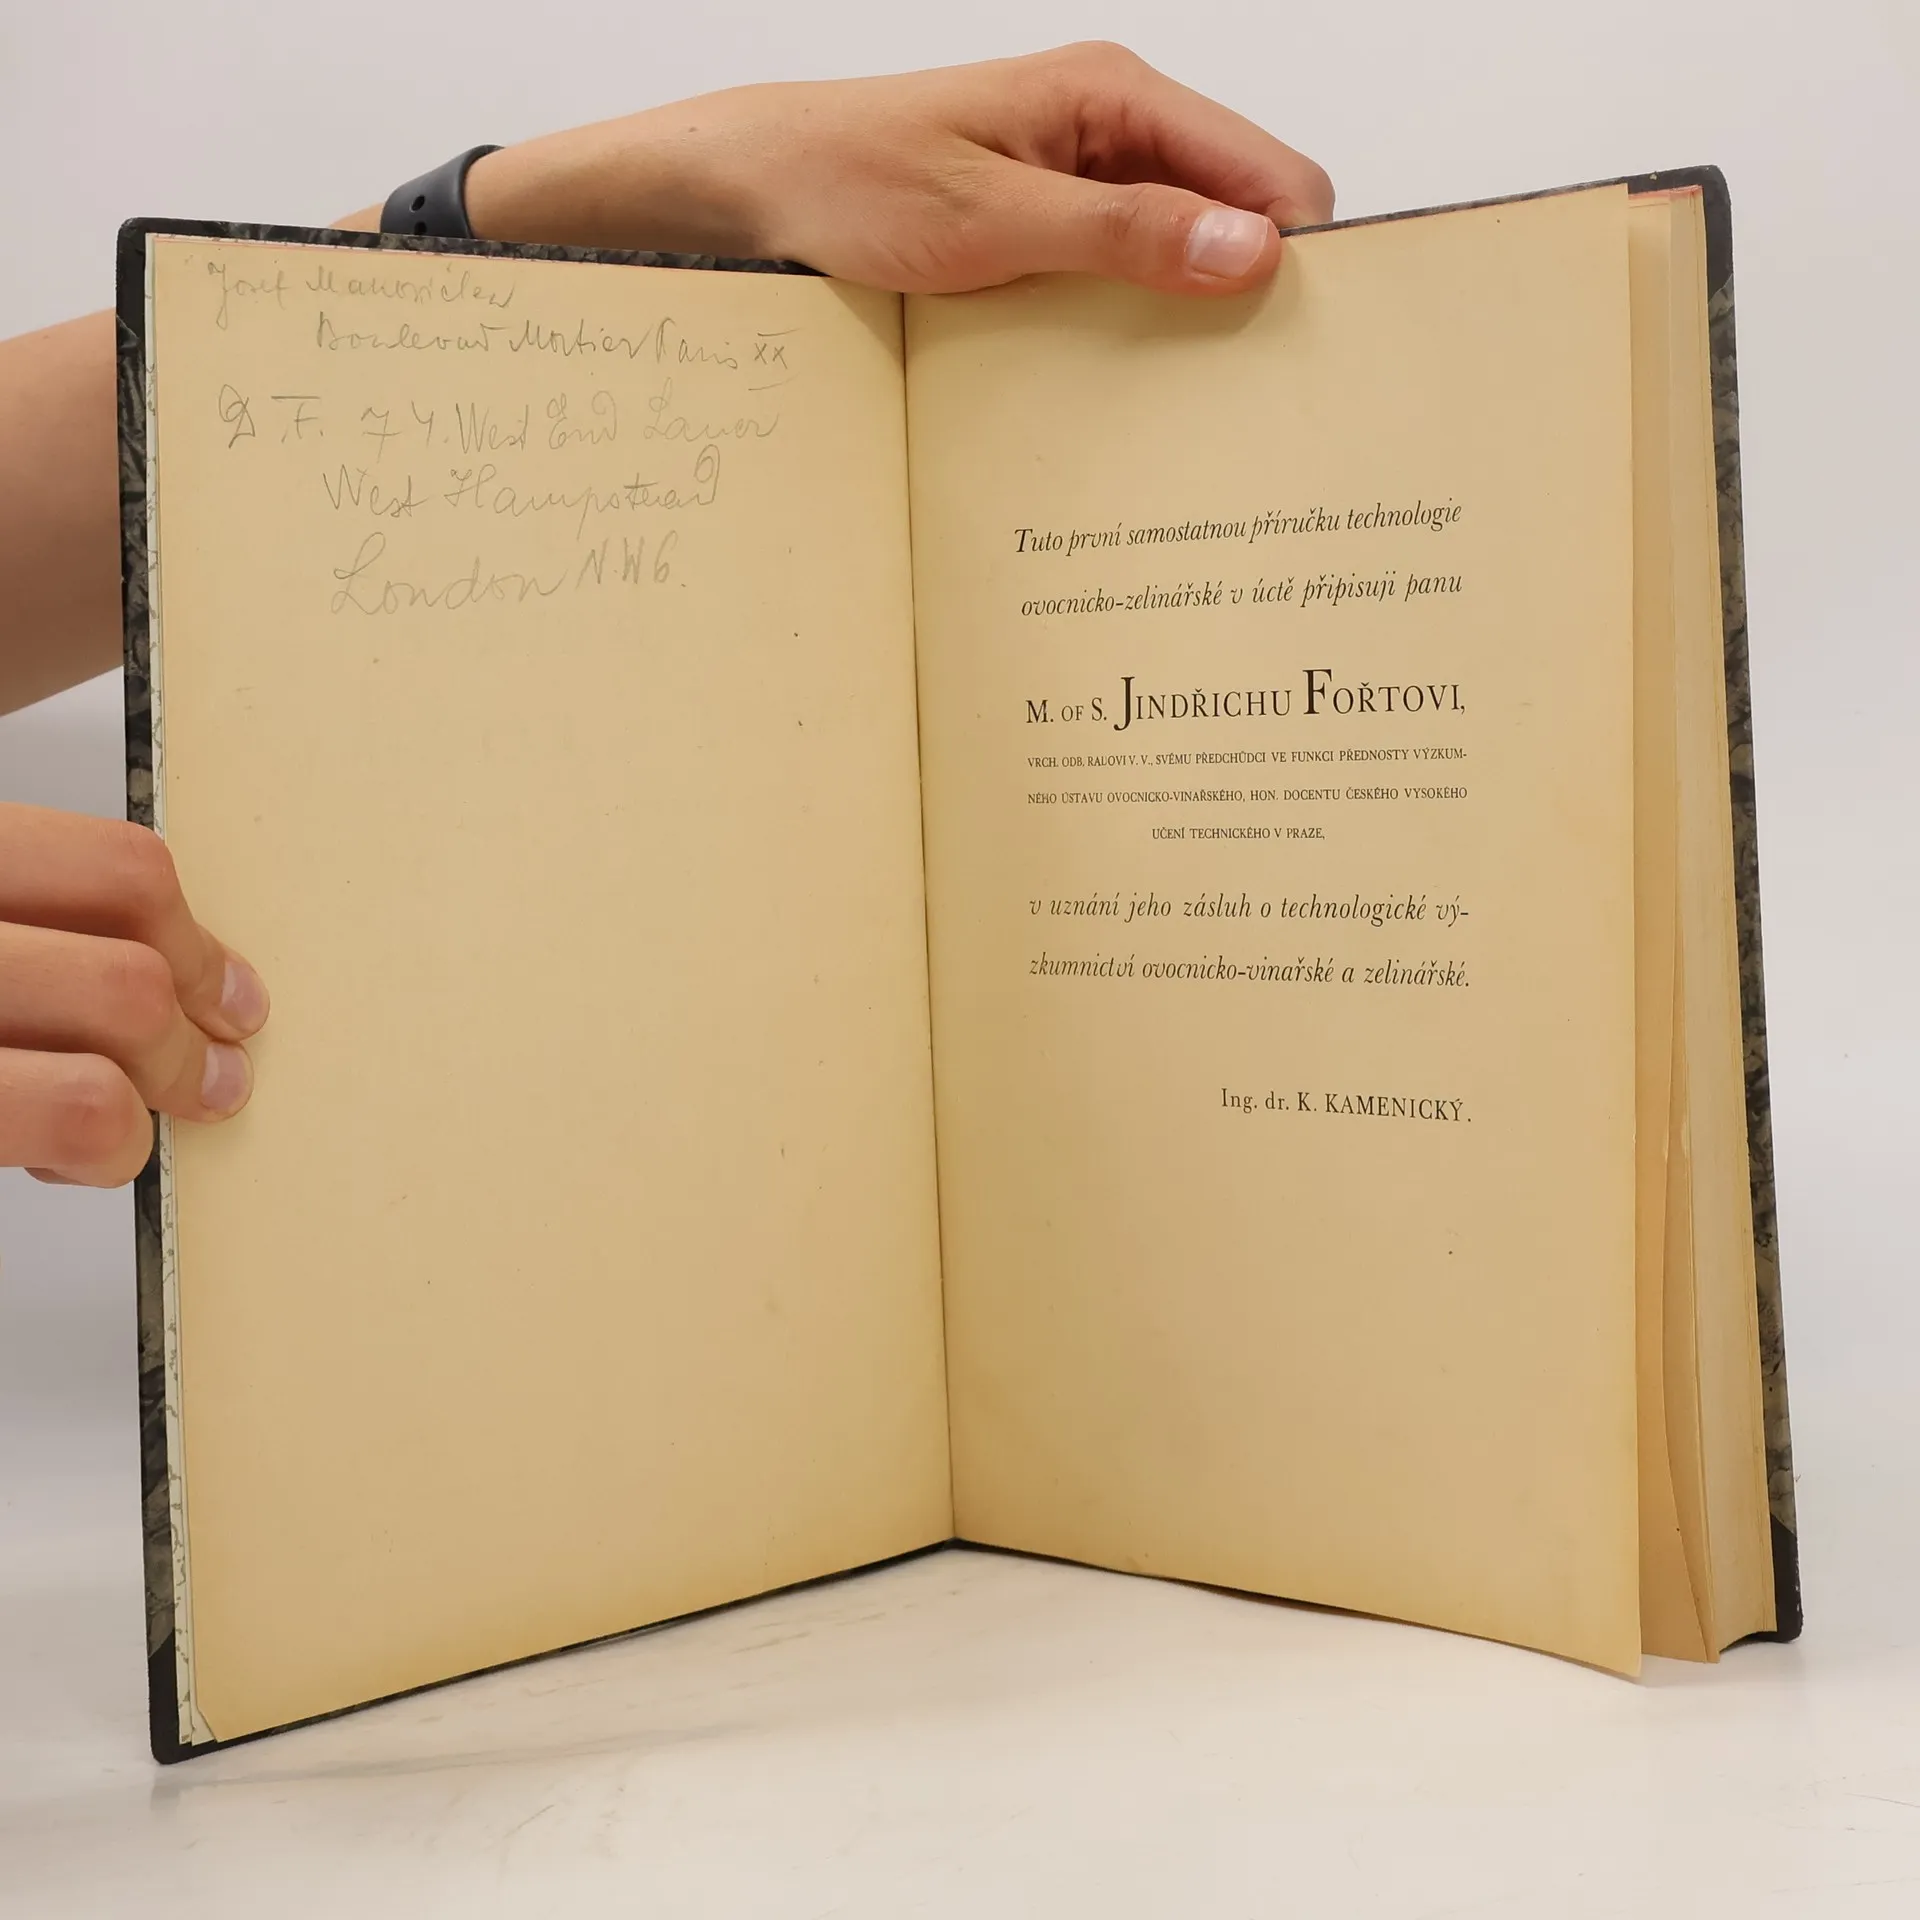 Josef
Boulevard Mortier Paris XX
D F. 74. West End Lane
West Hampstead
London N.W6.
Tuto první samostatnou příručku technologie
ovocnicko-zelinářské v úctě připisuji panu
M. OF S. JINDŘICHU FOŘTOVI,
VRCH. ODB. RADOVI V. V., SVÉMU PŘEDCHŮDCI VE FUNKCI PŘEDNOSTY VÝZKUM-
NÉHO ÚSTAVU OVOCNICKO-VINAŘSKÉHO, HON. DOCENTU ČESKÉHO VYSOKÉHO
UČENÍ TECHNICKÉHO V PRAZE,
v uznání jeho zásluh o technologické vý-
zkumnictví ovocnicko-vinařské a zelinářské.
Ing. dr. K. KAMENICKÝ.